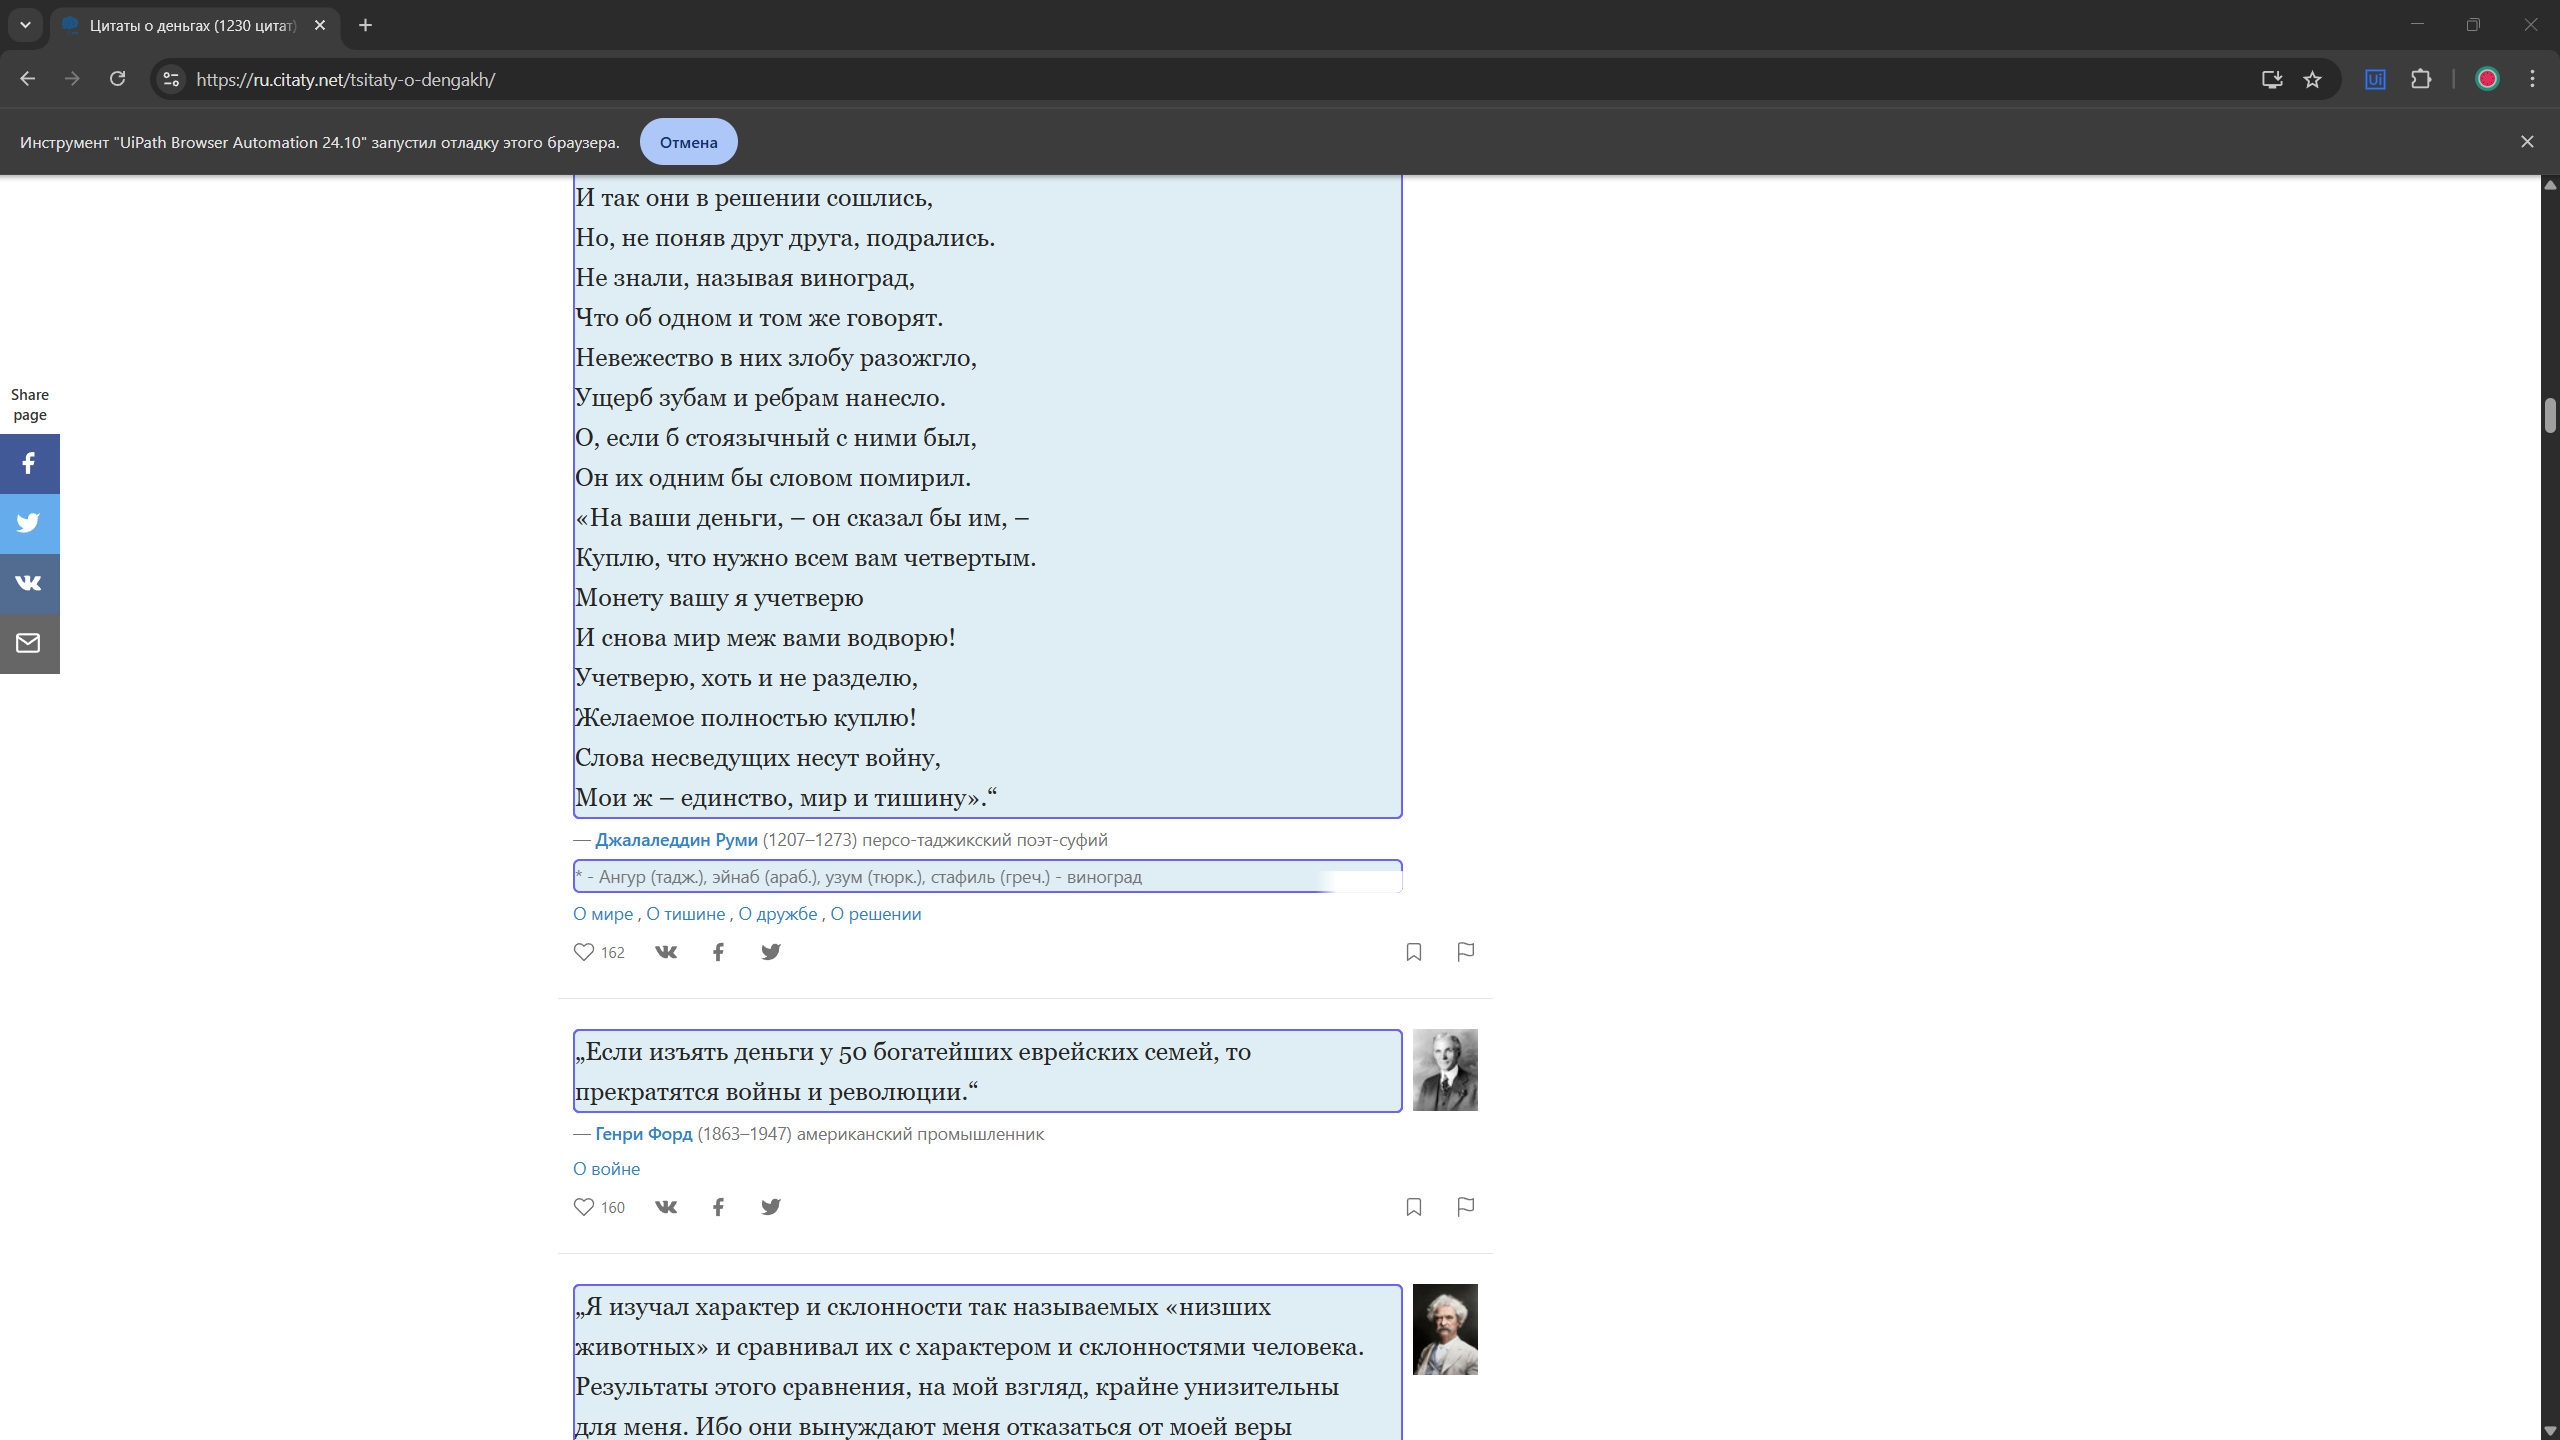 Цитаты о деньгах (1230 цитат)
https://ru.citaty.net/tsitaty-o-dengakh/
Инструмент "UiPath Browser Automation 24.10" запустил отладку этого браузера.
Отмена
Share
page
И так они в решении сошлись,
Но, не поняв друг друга, подрались.
Не знали, называя виноград,
Что об одном и том же говорят.
Невежество в них злобу разожгло,
Ущерб зубам и ребрам нанесло.
О, если б стоязычный с ними был,
Он их одним бы словом помирил.
«На ваши деньги, – он сказал бы им, –
Куплю, что нужно всем вам четвертым.
Монету вашу я учетверю
И снова мир меж вами водворю!
Учетверю, хоть и не разделю,
Желаемое полностью куплю!
Слова несведущих несут войну,
Мои ж – единство, мир и тишину».“
— Джалаледдин Руми (1207–1273) персо-таджикский поэт-суфий
* - Ангур (тадж.), эйнаб (араб.), узум (тюрк.), стафиль (греч.) - виноград
О мире , О тишине , О дружбе , О решении
162
„Если изъять деньги у 50 богатейших еврейских семей, то
прекратятся войны и революции.“
— Генри Форд (1863–1947) американский промышленник
О войне
160
„Я изучал характер и склонности так называемых «низших
животных» и сравнивал их с характером и склонностями человека.
Результаты этого сравнения, на мой взгляд, крайне унизительны
для меня. Ибо они вынуждают меня отказаться от моей веры